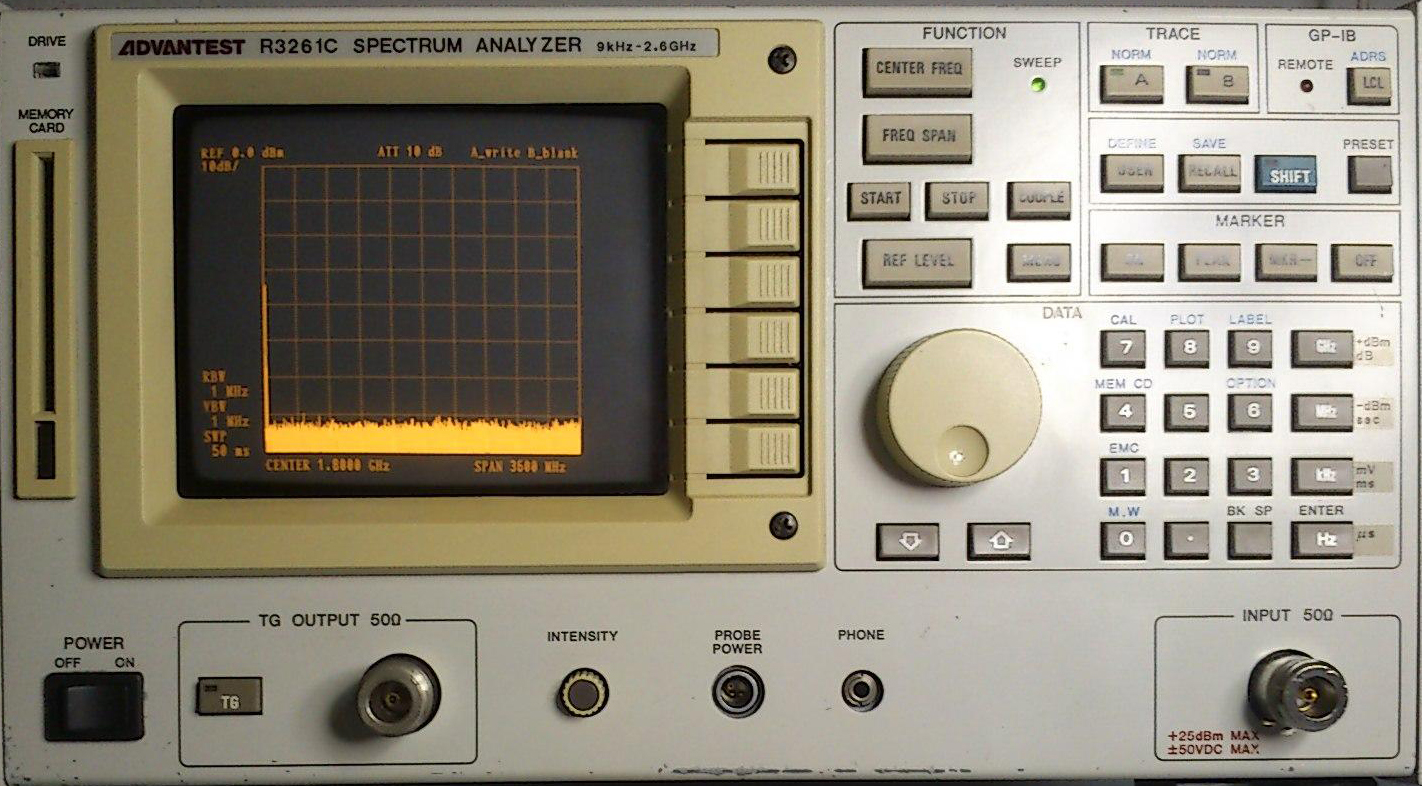 DRIVE
MEMORY
CARD
ADVANTEST R3261C SPECTRUM ANALYZER 9kHz-2.6GHz
REF 0.0 dBm ATT 10 dB A_write B_blank
10dB/
RBW
1 MHz
VBW
1 MHz
SWP
50 ms
CENTER 1.8000 GHz SPAN 3600 MHz
FUNCTION
CENTER FREQ
SWEEP
FREQ SPAN
START STOP COUPLE
REF LEVEL MENU
TRACE
NORM NORM
A B
GP-IB
REMOTE ADRS
LCL
DEFINE SAVE PRESET
USER RECALL SHIFT
MARKER
ON PEAK MKR→ OFF
DATA
CAL PLOT LABEL
7 8 9 GHz +dBm
dB
MEM CD OPTION
4 5 6 MHz -dBm
sec
EMC
1 2 3 kHz mV
ms
M.W BK SP ENTER
0 . Hz μs
POWER
OFF ON
TG OUTPUT 50Ω
TG
INTENSITY
PROBE
POWER
PHONE
INPUT 50Ω
+25dBm MAX
±50VDC MAX